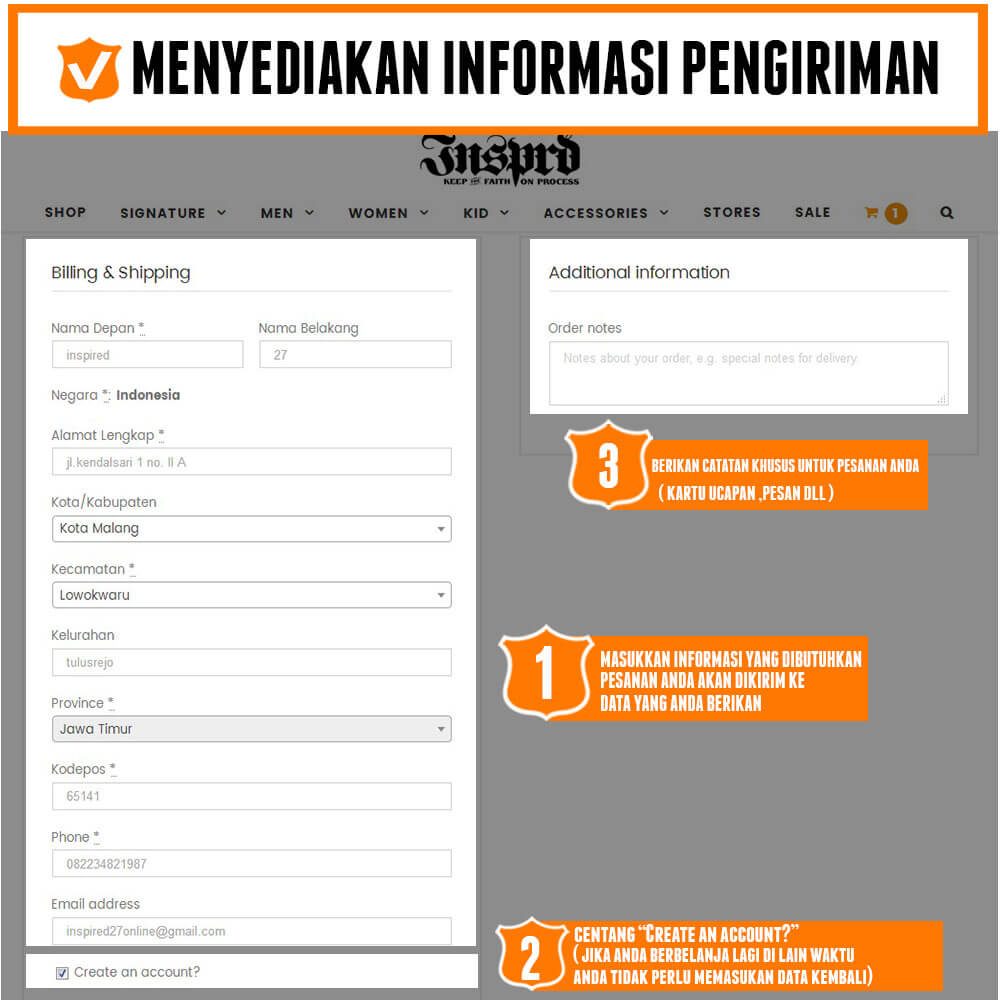 MENYEDIAKAN INFORMASI PENGIRIMAN
Insprd
KEEP THE FAITH ON PROCESS
SHOP SIGNATURE MEN WOMEN KID ACCESSORIES STORES SALE 1
Billing & Shipping
Nama Depan * Nama Belakang
inspired 27
Negara *: Indonesia
Alamat Lengkap *
jl.kendalsari 1 no. II A
Kota/Kabupaten
Kota Malang
Kecamatan *
Lowokwaru
Kelurahan
tulusrejo
Province *
Jawa Timur
Kodepos *
65141
Phone *
082234821987
Email address
inspired27online@gmail.com
Create an account?
Additional information
Order notes
Notes about your order, e.g. special notes for delivery.
3
BERIKAN CATATAN KHUSUS UNTUK PESANAN ANDA
( KARTU UCAPAN ,PESAN DLL )
1
MASUKKAN INFORMASI YANG DIBUTUHKAN
PESANAN ANDA AKAN DIKIRIM KE
DATA YANG ANDA BERIKAN
2
CENTANG “CREATE AN ACCOUNT?”
( JIKA ANDA BERBELANJA LAGI DI LAIN WAKTU
ANDA TIDAK PERLU MEMASUKAN DATA KEMBALI)